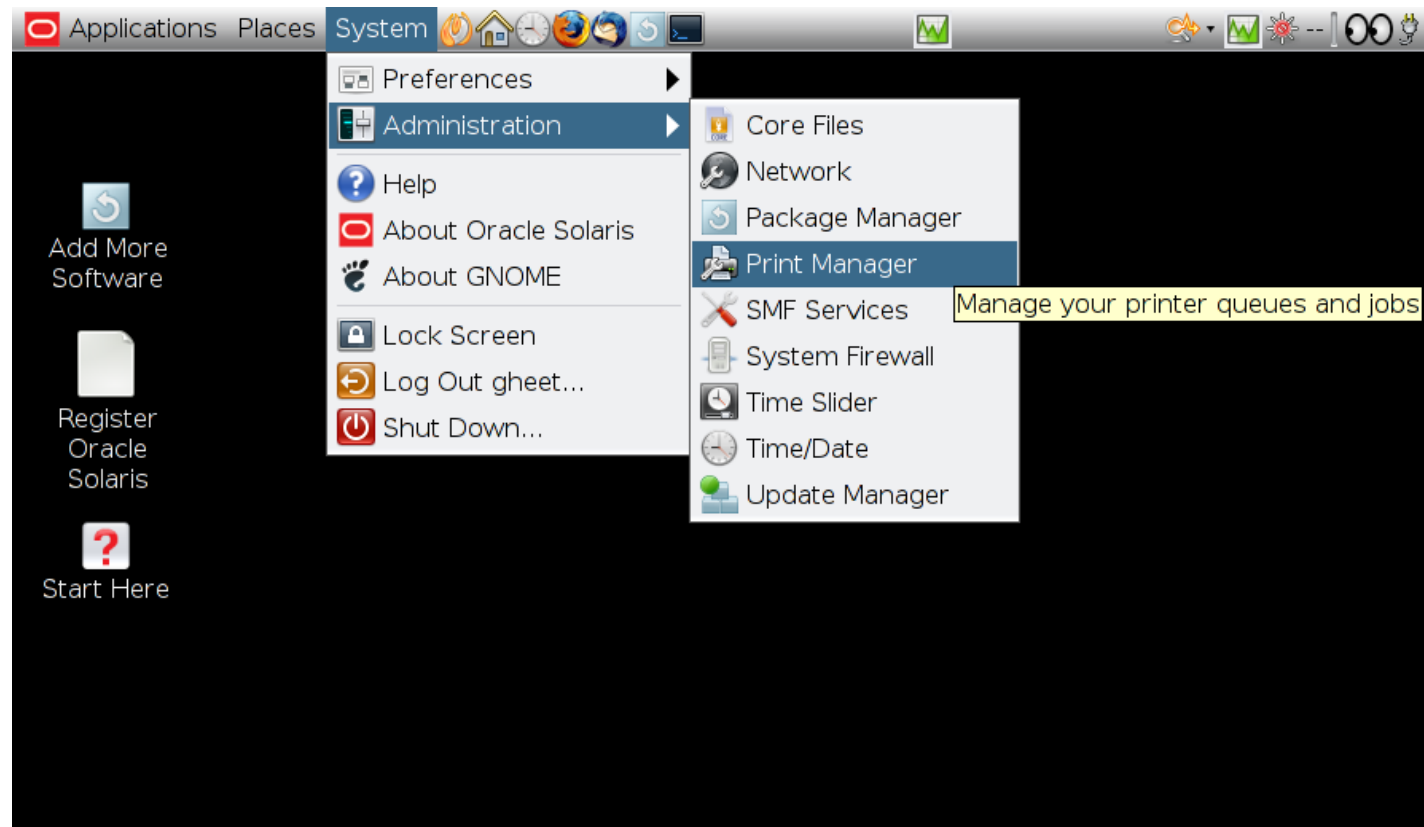 Applications Places System
--
Preferences
Administration
Help
About Oracle Solaris
About GNOME
Lock Screen
Log Out gheet...
Shut Down...
Core Files
Network
Package Manager
Print Manager
SMF Services
System Firewall
Time Slider
Time/Date
Update Manager
Manage your printer queues and jobs
Add More
Software
Register
Oracle
Solaris
Start Here